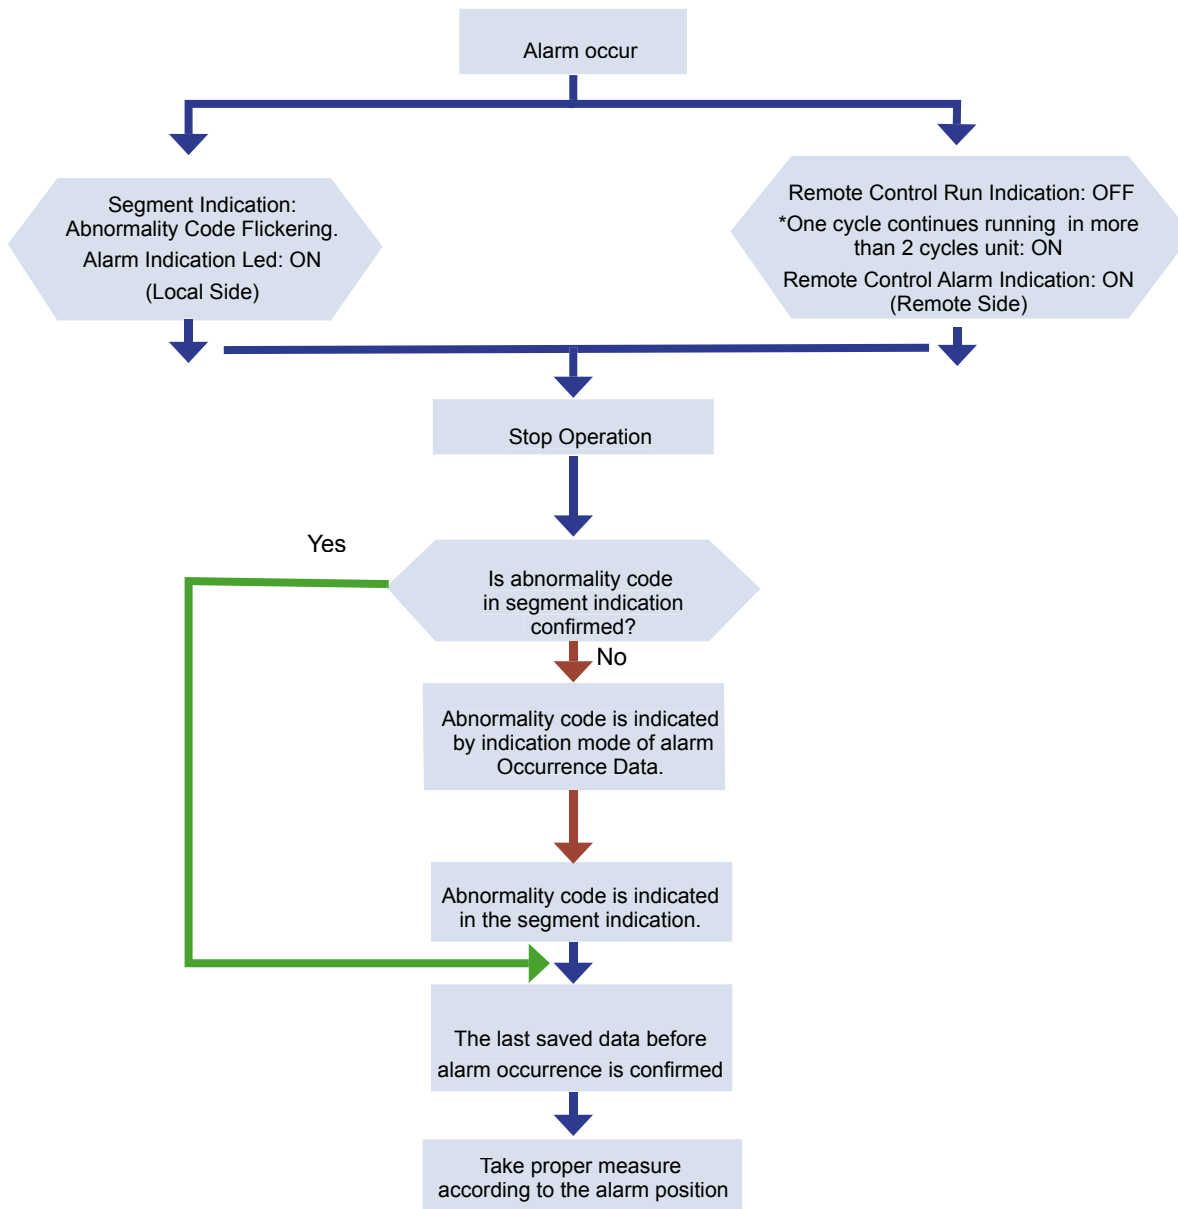 Alarm occur
Segment Indication:
Abnormality Code Flickering.
Alarm Indication Led: ON
(Local Side)
Remote Control Run Indication: OFF
*One cycle continues running in more
than 2 cycles unit: ON
Remote Control Alarm Indication: ON
(Remote Side)
Stop Operation
Yes
Is abnormality code
in segment indication
confirmed?
No
Abnormality code is indicated
by indication mode of alarm
Occurrence Data.
Abnormality code is indicated
in the segment indication.
The last saved data before
alarm occurrence is confirmed
Take proper measure
according to the alarm position